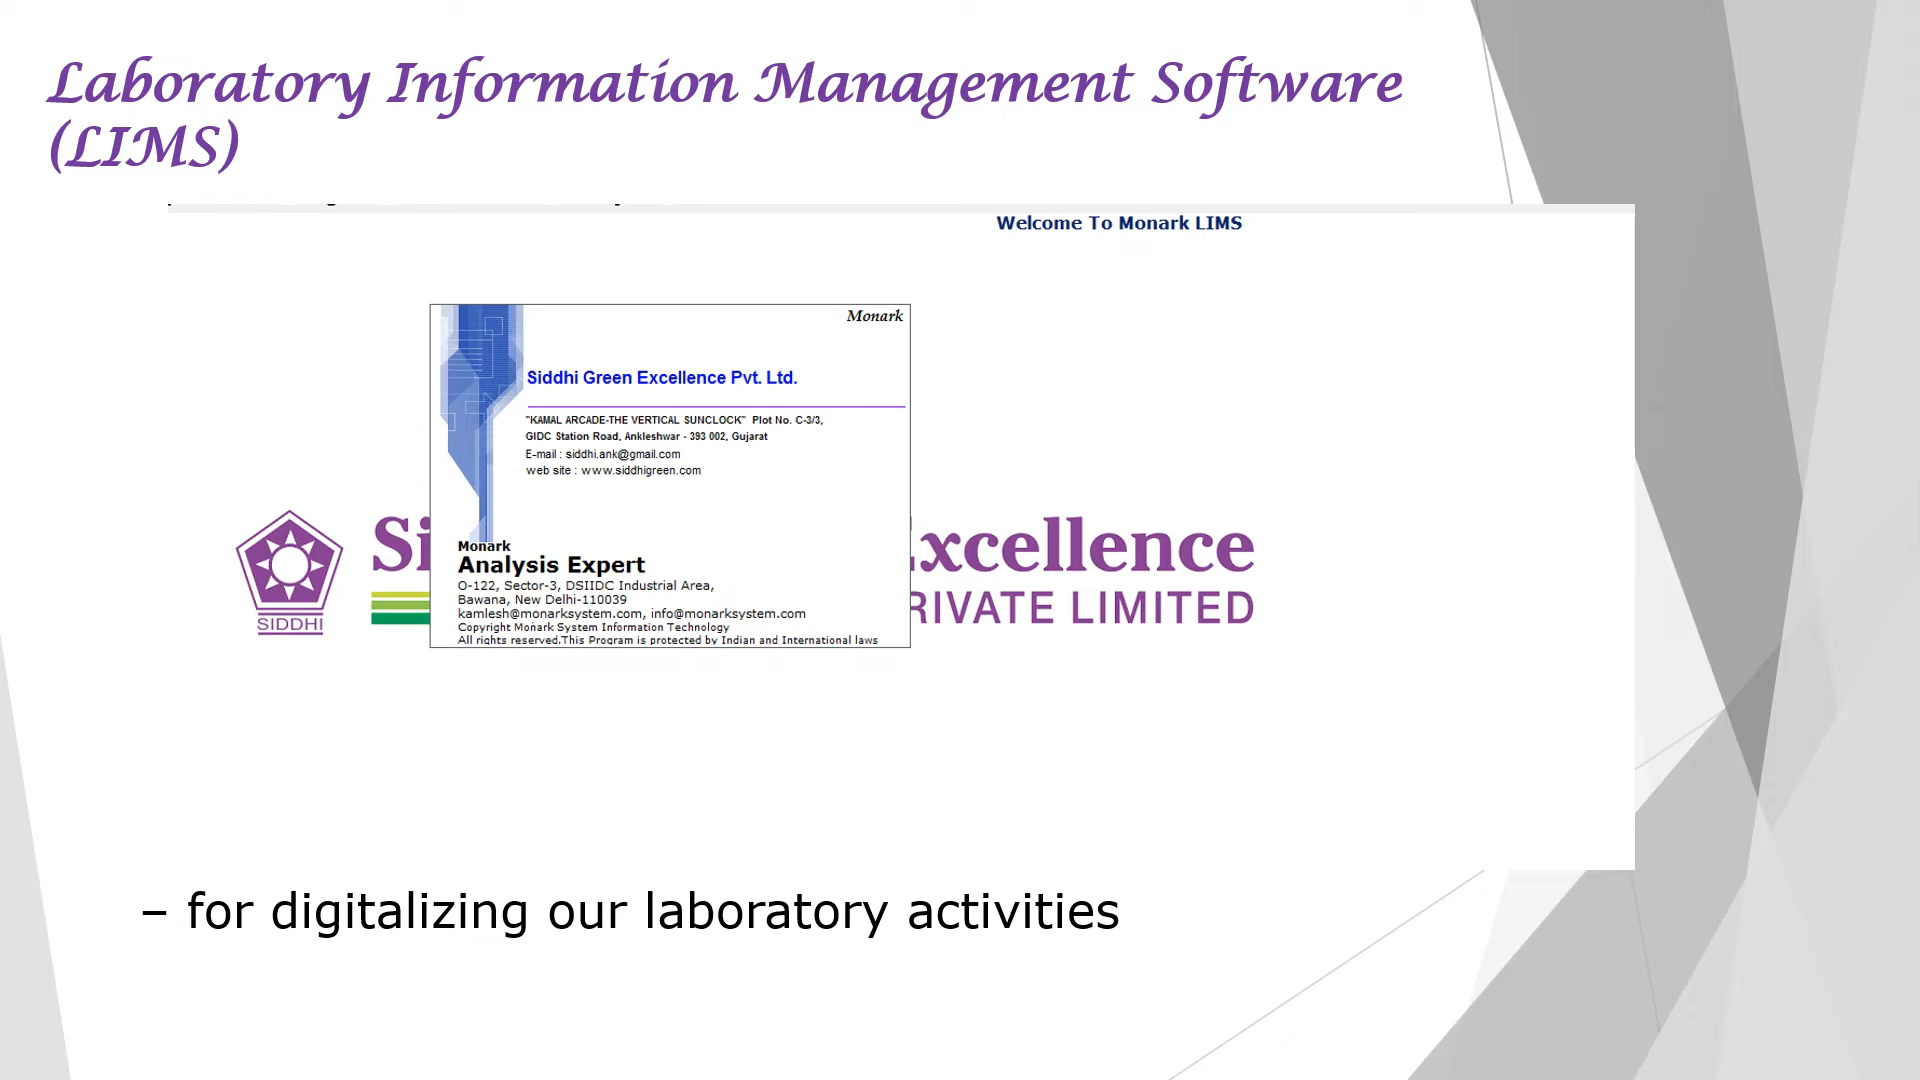 Laboratory Information Management Software
(LIMS)
Welcome To Monark LIMS
Monark
Siddhi Green Excellence Pvt. Ltd.
"KAMAL ARCADE-THE VERTICAL SUNCLOCK" Plot No. C-3/3,
GIDC Station Road, Ankleshwar - 393 002, Gujarat
E-mail : siddhi.ank@gmail.com
web site : www.siddhigreen.com
Si
xcellence
RIVATE LIMITED
SIDDHI
Monark
Analysis Expert
O-122, Sector-3, DSIIDC Industrial Area,
Bawana, New Delhi-110039
kamlesh@monarksystem.com, info@monarksystem.com
Copyright Monark System Information Technology
All rights reserved.This Program is protected by Indian and International laws
– for digitalizing our laboratory activities